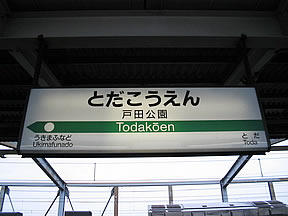 とだこうえん
戸田公園
Todakōen
うきまふなど
Ukimafunado
とだ
Toda